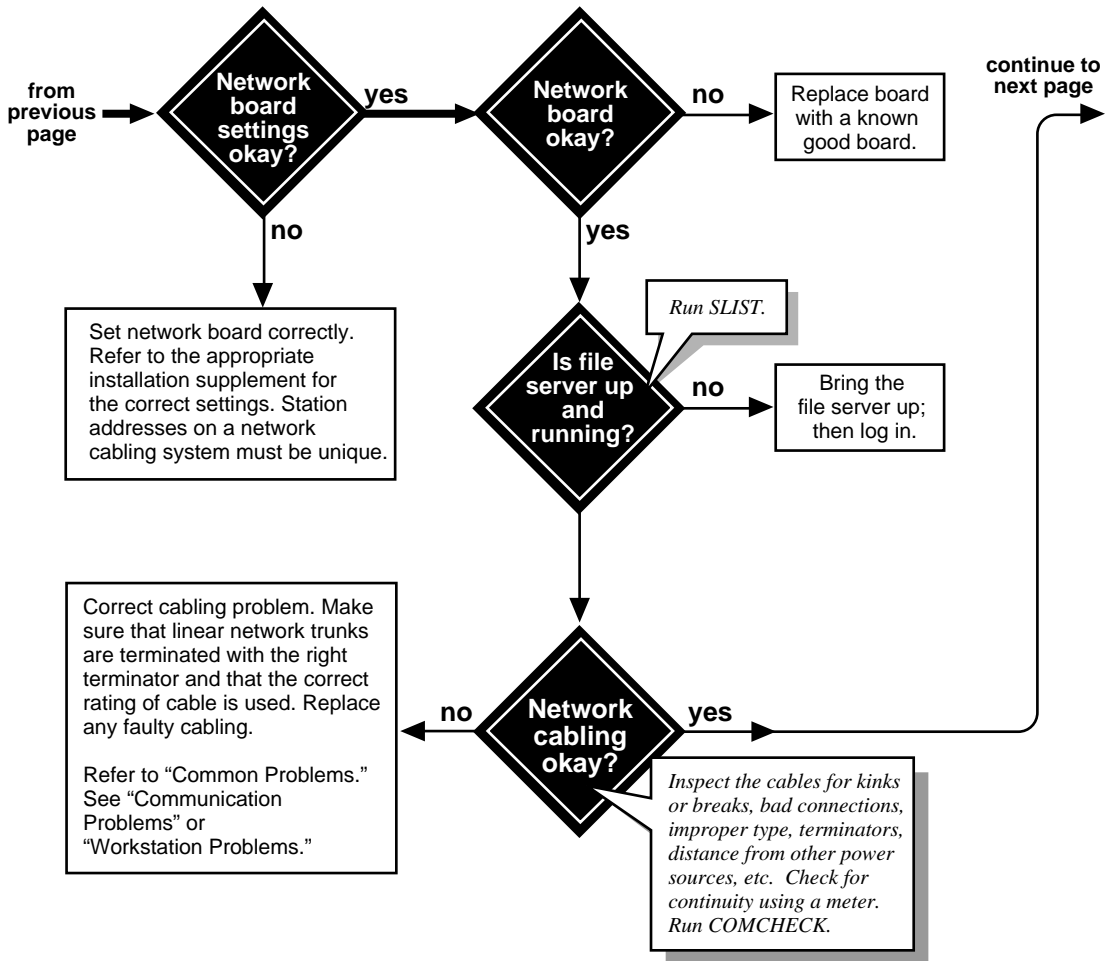 from
previous
page
Network
board
settings
okay?
yes
Network
board
okay?
no
Replace board
with a known
good board.
continue to
next page
no
yes
Set network board correctly.
Refer to the appropriate
installation supplement for
the correct settings. Station
addresses on a network
cabling system must be unique.
Run SLIST.
Is file
server up
and
running?
no
Bring the
file server up;
then log in.
Correct cabling problem. Make
sure that linear network trunks
are terminated with the right
terminator and that the correct
rating of cable is used. Replace
any faulty cabling.
Refer to “Common Problems.”
See “Communication
Problems” or
“Workstation Problems.”
no
Network
cabling
okay?
yes
Inspect the cables for kinks
or breaks, bad connections,
improper type, terminators,
distance from other power
sources, etc. Check for
continuity using a meter.
Run COMCHECK.